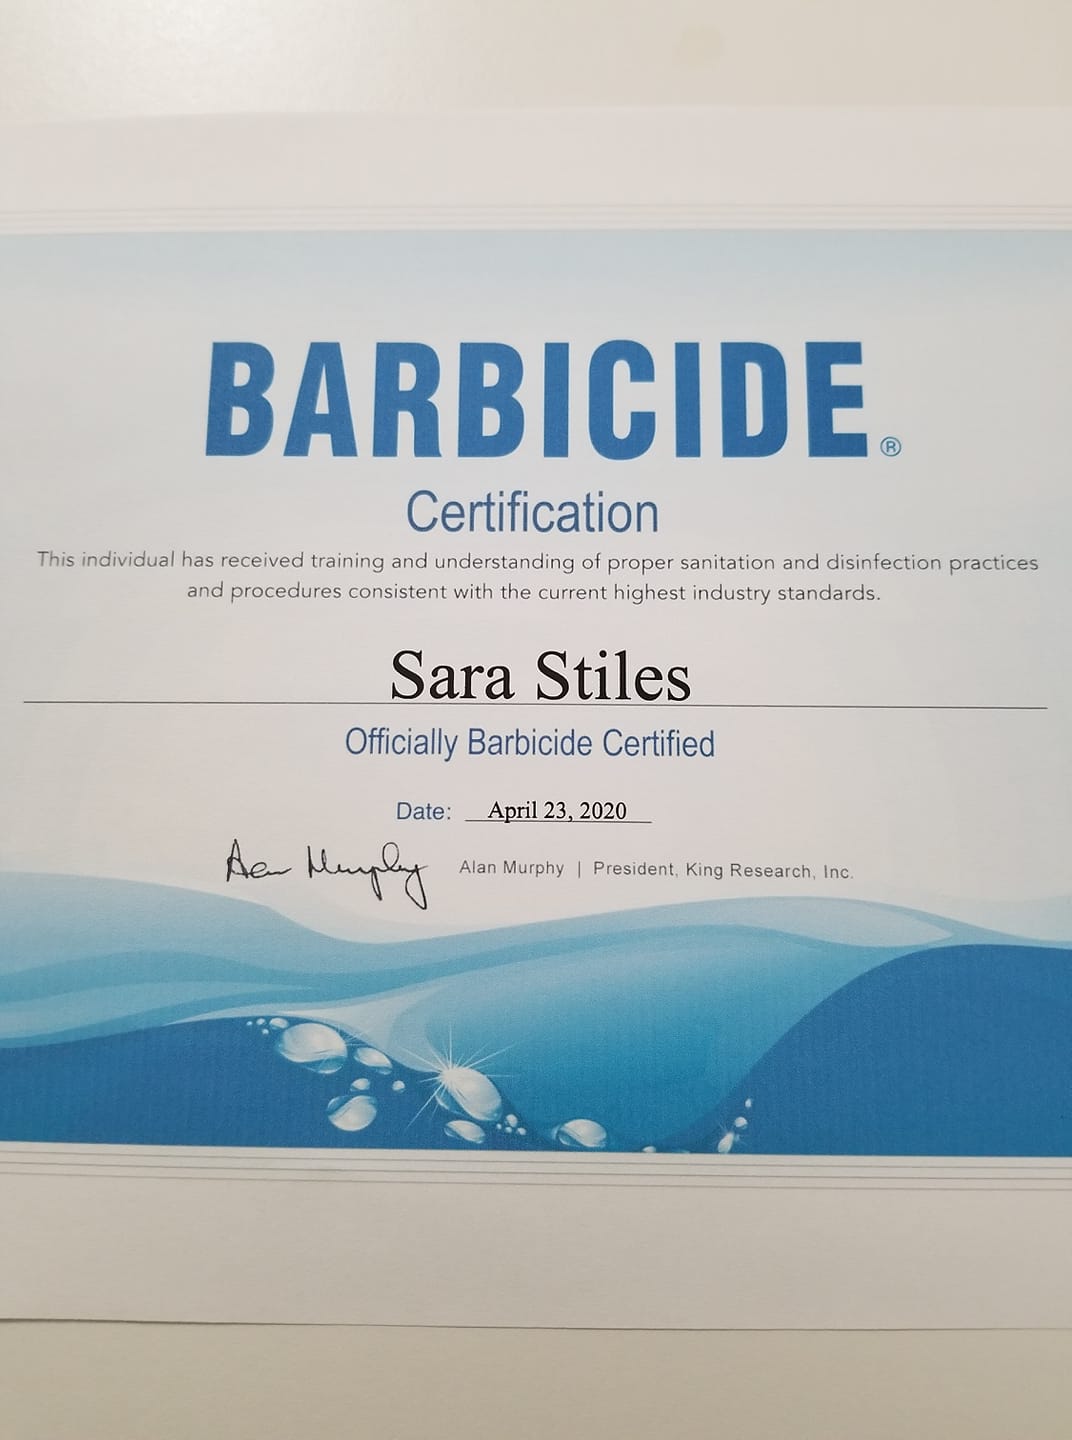 BARBICIDE®
Certification
This individual has received training and understanding of proper sanitation and disinfection practices
and procedures consistent with the current highest industry standards.
Sara Stiles
Officially Barbicide Certified
Date: April 23, 2020
Alan Murphy Alan Murphy | President, King Research, Inc.